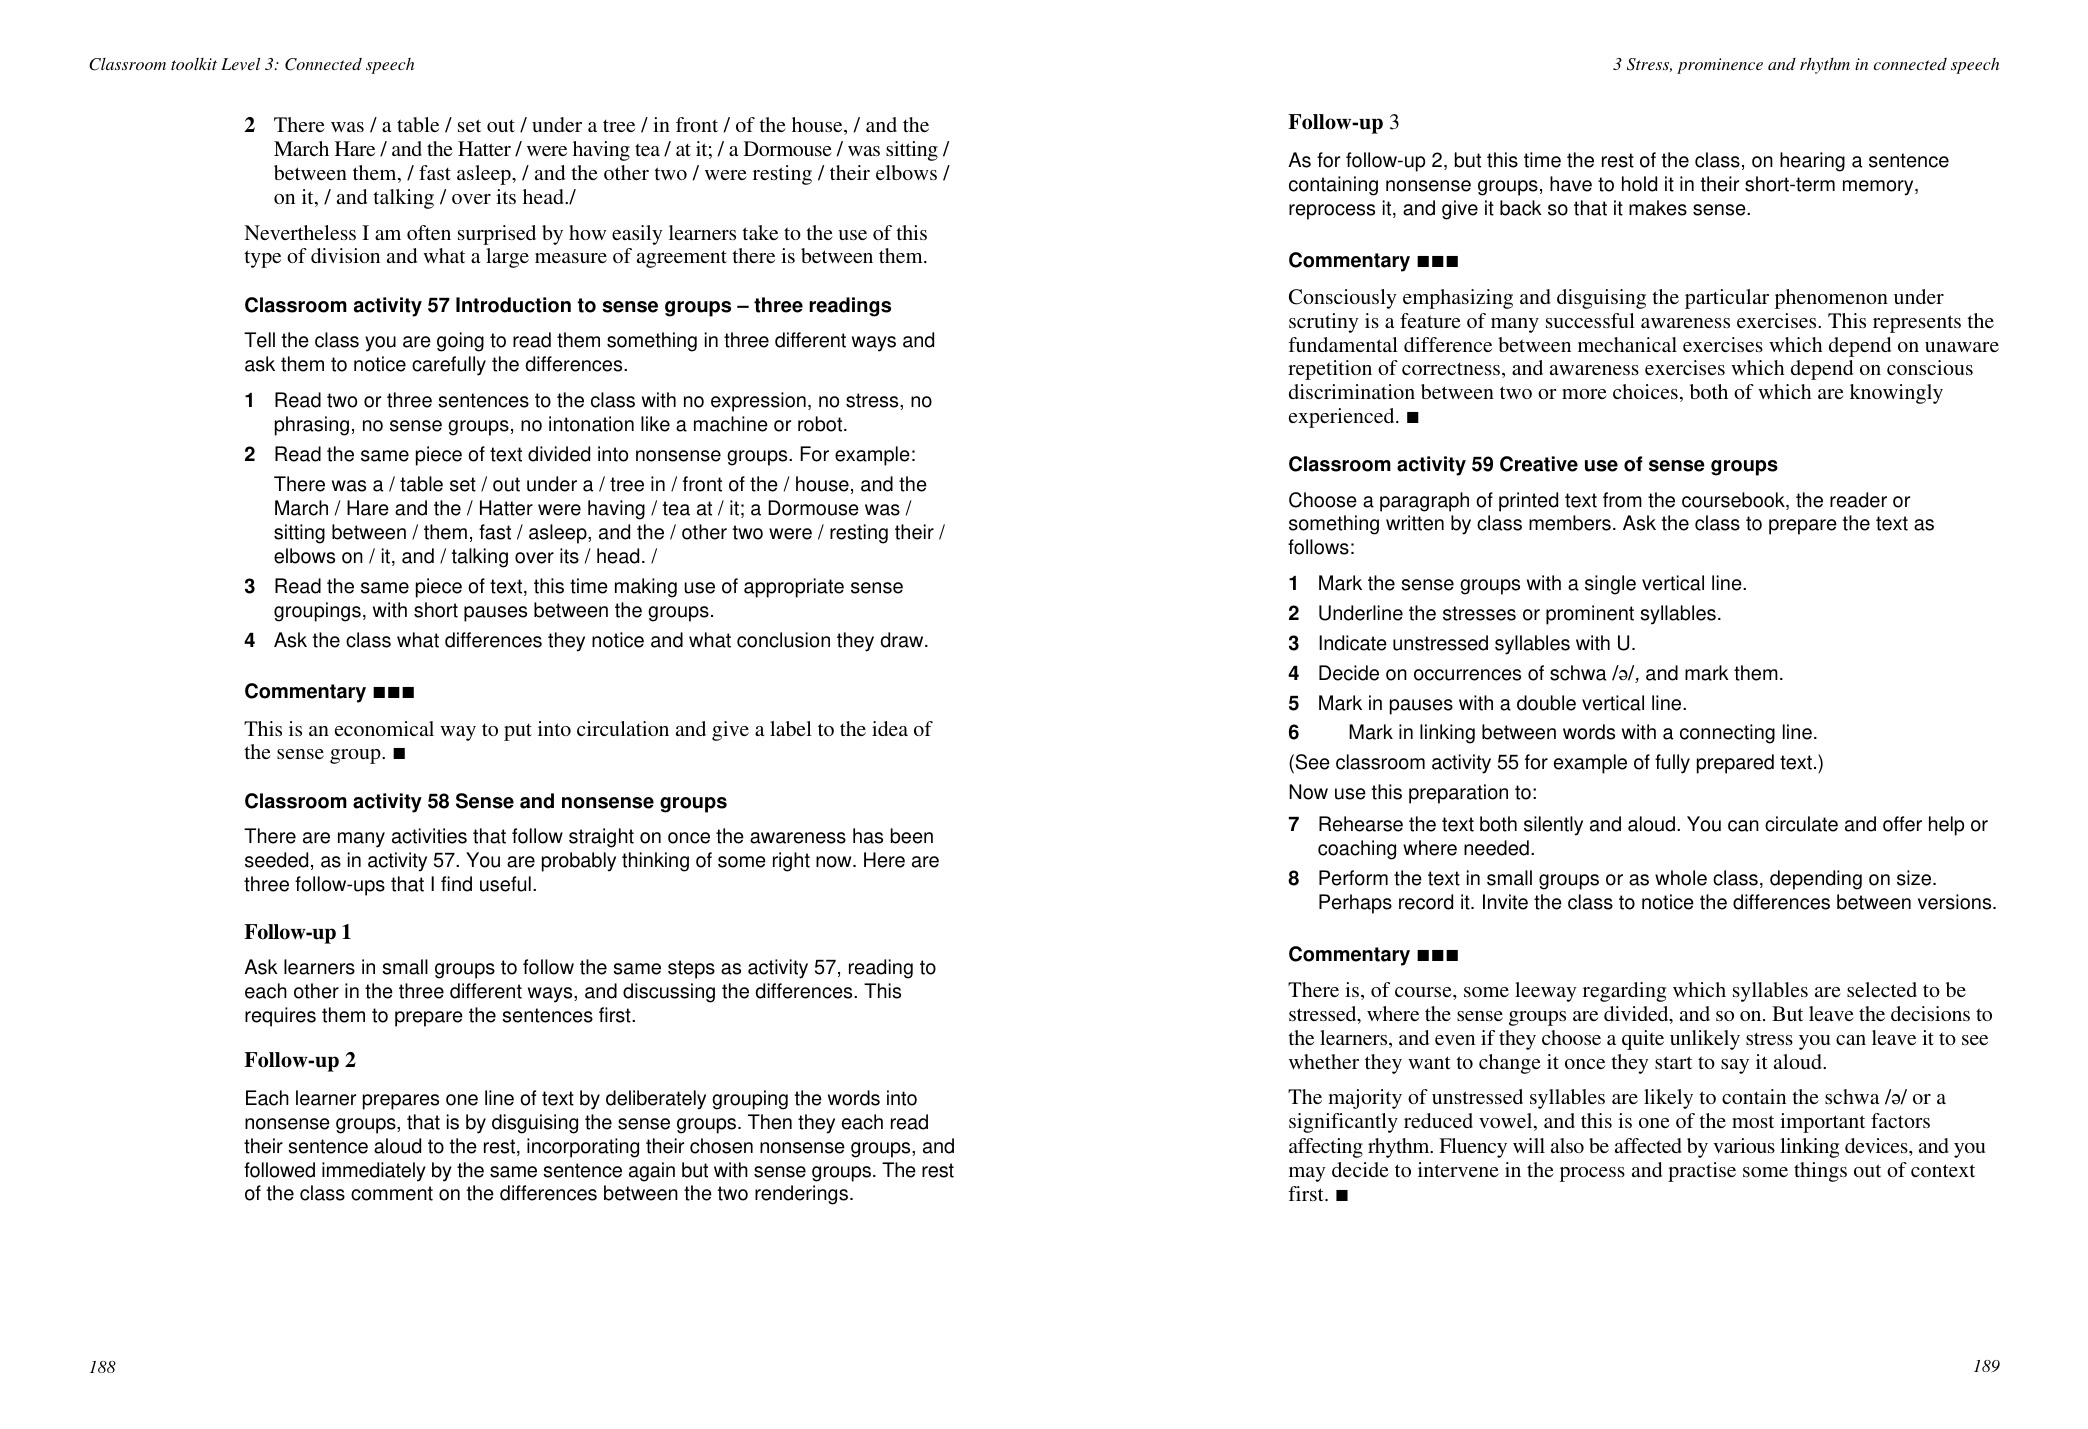 Classroom toolkit Level 3: Connected speech
2 There was / a table / set out / under a tree / in front / of the house, / and the
March Hare / and the Hatter / were having tea / at it; / a Dormouse / was sitting /
between them, / fast asleep, / and the other two / were resting / their elbows /
on it, / and talking / over its head./
Nevertheless I am often surprised by how easily learners take to the use of this
type of division and what a large measure of agreement there is between them.
Classroom activity 57 Introduction to sense groups – three readings
Tell the class you are going to read them something in three different ways and
ask them to notice carefully the differences.
1 Read two or three sentences to the class with no expression, no stress, no
phrasing, no sense groups, no intonation like a machine or robot.
2 Read the same piece of text divided into nonsense groups. For example:
There was a / table set / out under a / tree in / front of the / house, and the
March / Hare and the / Hatter were having / tea at / it; a Dormouse was /
sitting between / them, fast / asleep, and the / other two were / resting their /
elbows on / it, and / talking over its / head. /
3 Read the same piece of text, this time making use of appropriate sense
groupings, with short pauses between the groups.
4 Ask the class what differences they notice and what conclusion they draw.
Commentary ■■■
This is an economical way to put into circulation and give a label to the idea of
the sense group. ■
Classroom activity 58 Sense and nonsense groups
There are many activities that follow straight on once the awareness has been
seeded, as in activity 57. You are probably thinking of some right now. Here are
three follow-ups that I find useful.
Follow-up 1
Ask learners in small groups to follow the same steps as activity 57, reading to
each other in the three different ways, and discussing the differences. This
requires them to prepare the sentences first.
Follow-up 2
Each learner prepares one line of text by deliberately grouping the words into
nonsense groups, that is by disguising the sense groups. Then they each read
their sentence aloud to the rest, incorporating their chosen nonsense groups, and
followed immediately by the same sentence again but with sense groups. The rest
of the class comment on the differences between the two renderings.
188
3 Stress, prominence and rhythm in connected speech
Follow-up 3
As for follow-up 2, but this time the rest of the class, on hearing a sentence
containing nonsense groups, have to hold it in their short-term memory,
reprocess it, and give it back so that it makes sense.
Commentary ■■■
Consciously emphasizing and disguising the particular phenomenon under
scrutiny is a feature of many successful awareness exercises. This represents the
fundamental difference between mechanical exercises which depend on unaware
repetition of correctness, and awareness exercises which depend on conscious
discrimination between two or more choices, both of which are knowingly
experienced. ■
Classroom activity 59 Creative use of sense groups
Choose a paragraph of printed text from the coursebook, the reader or
something written by class members. Ask the class to prepare the text as
follows:
1 Mark the sense groups with a single vertical line.
2 Underline the stresses or prominent syllables.
3 Indicate unstressed syllables with U.
4 Decide on occurrences of schwa /ə/, and mark them.
5 Mark in pauses with a double vertical line.
6 Mark in linking between words with a connecting line.
(See classroom activity 55 for example of fully prepared text.)
Now use this preparation to:
7 Rehearse the text both silently and aloud. You can circulate and offer help or
coaching where needed.
8 Perform the text in small groups or as whole class, depending on size.
Perhaps record it. Invite the class to notice the differences between versions.
Commentary ■■■
There is, of course, some leeway regarding which syllables are selected to be
stressed, where the sense groups are divided, and so on. But leave the decisions to
the learners, and even if they choose a quite unlikely stress you can leave it to see
whether they want to change it once they start to say it aloud.
The majority of unstressed syllables are likely to contain the schwa /ə/ or a
significantly reduced vowel, and this is one of the most important factors
affecting rhythm. Fluency will also be affected by various linking devices, and you
may decide to intervene in the process and practise some things out of context
first. ■
189